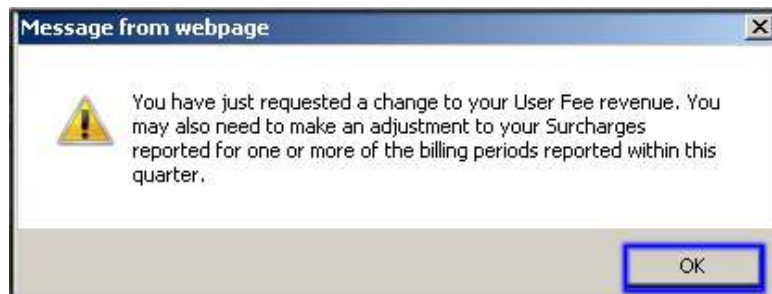 Message from webpage
You have just requested a change to your User Fee revenue. You
may also need to make an adjustment to your Surcharges
reported for one or more of the billing periods reported within this
quarter.
OK